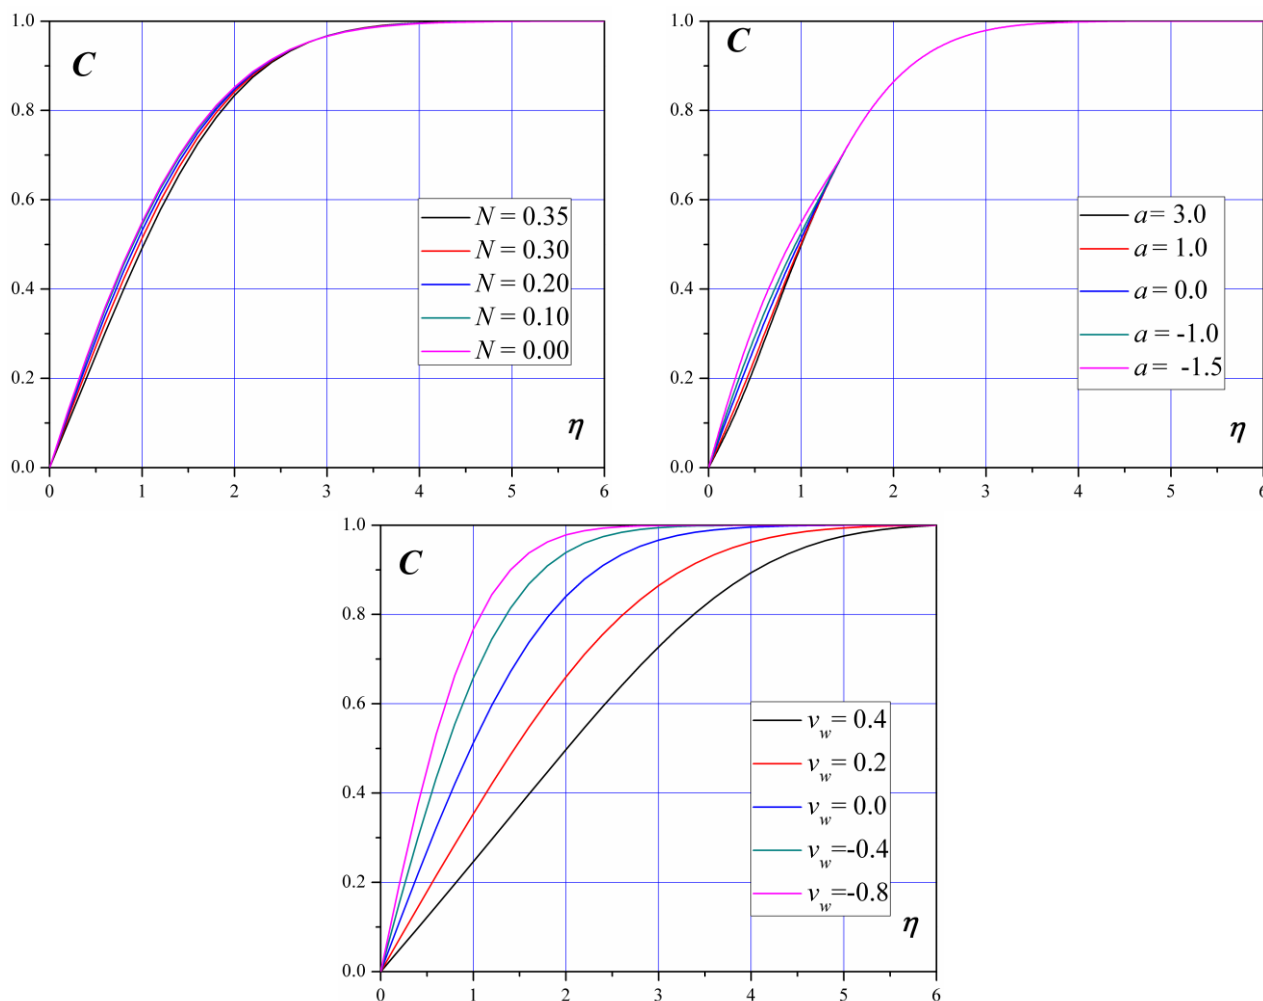 1.0
0.8
0.6
0.4
0.2
0.0
C
N = 0.35
N = 0.30
N = 0.20
N = 0.10
N = 0.00
η
0 1 2 3 4 5 6
1.0
0.8
0.6
0.4
0.2
0.0
C
a= 3.0
a= 1.0
a= 0.0
a= -1.0
a= -1.5
η
0 1 2 3 4 5 6
1.0
0.8
0.6
0.4
0.2
0.0
C
v_w= 0.4
v_w= 0.2
v_w= 0.0
v_w=-0.4
v_w=-0.8
η
0 1 2 3 4 5 6